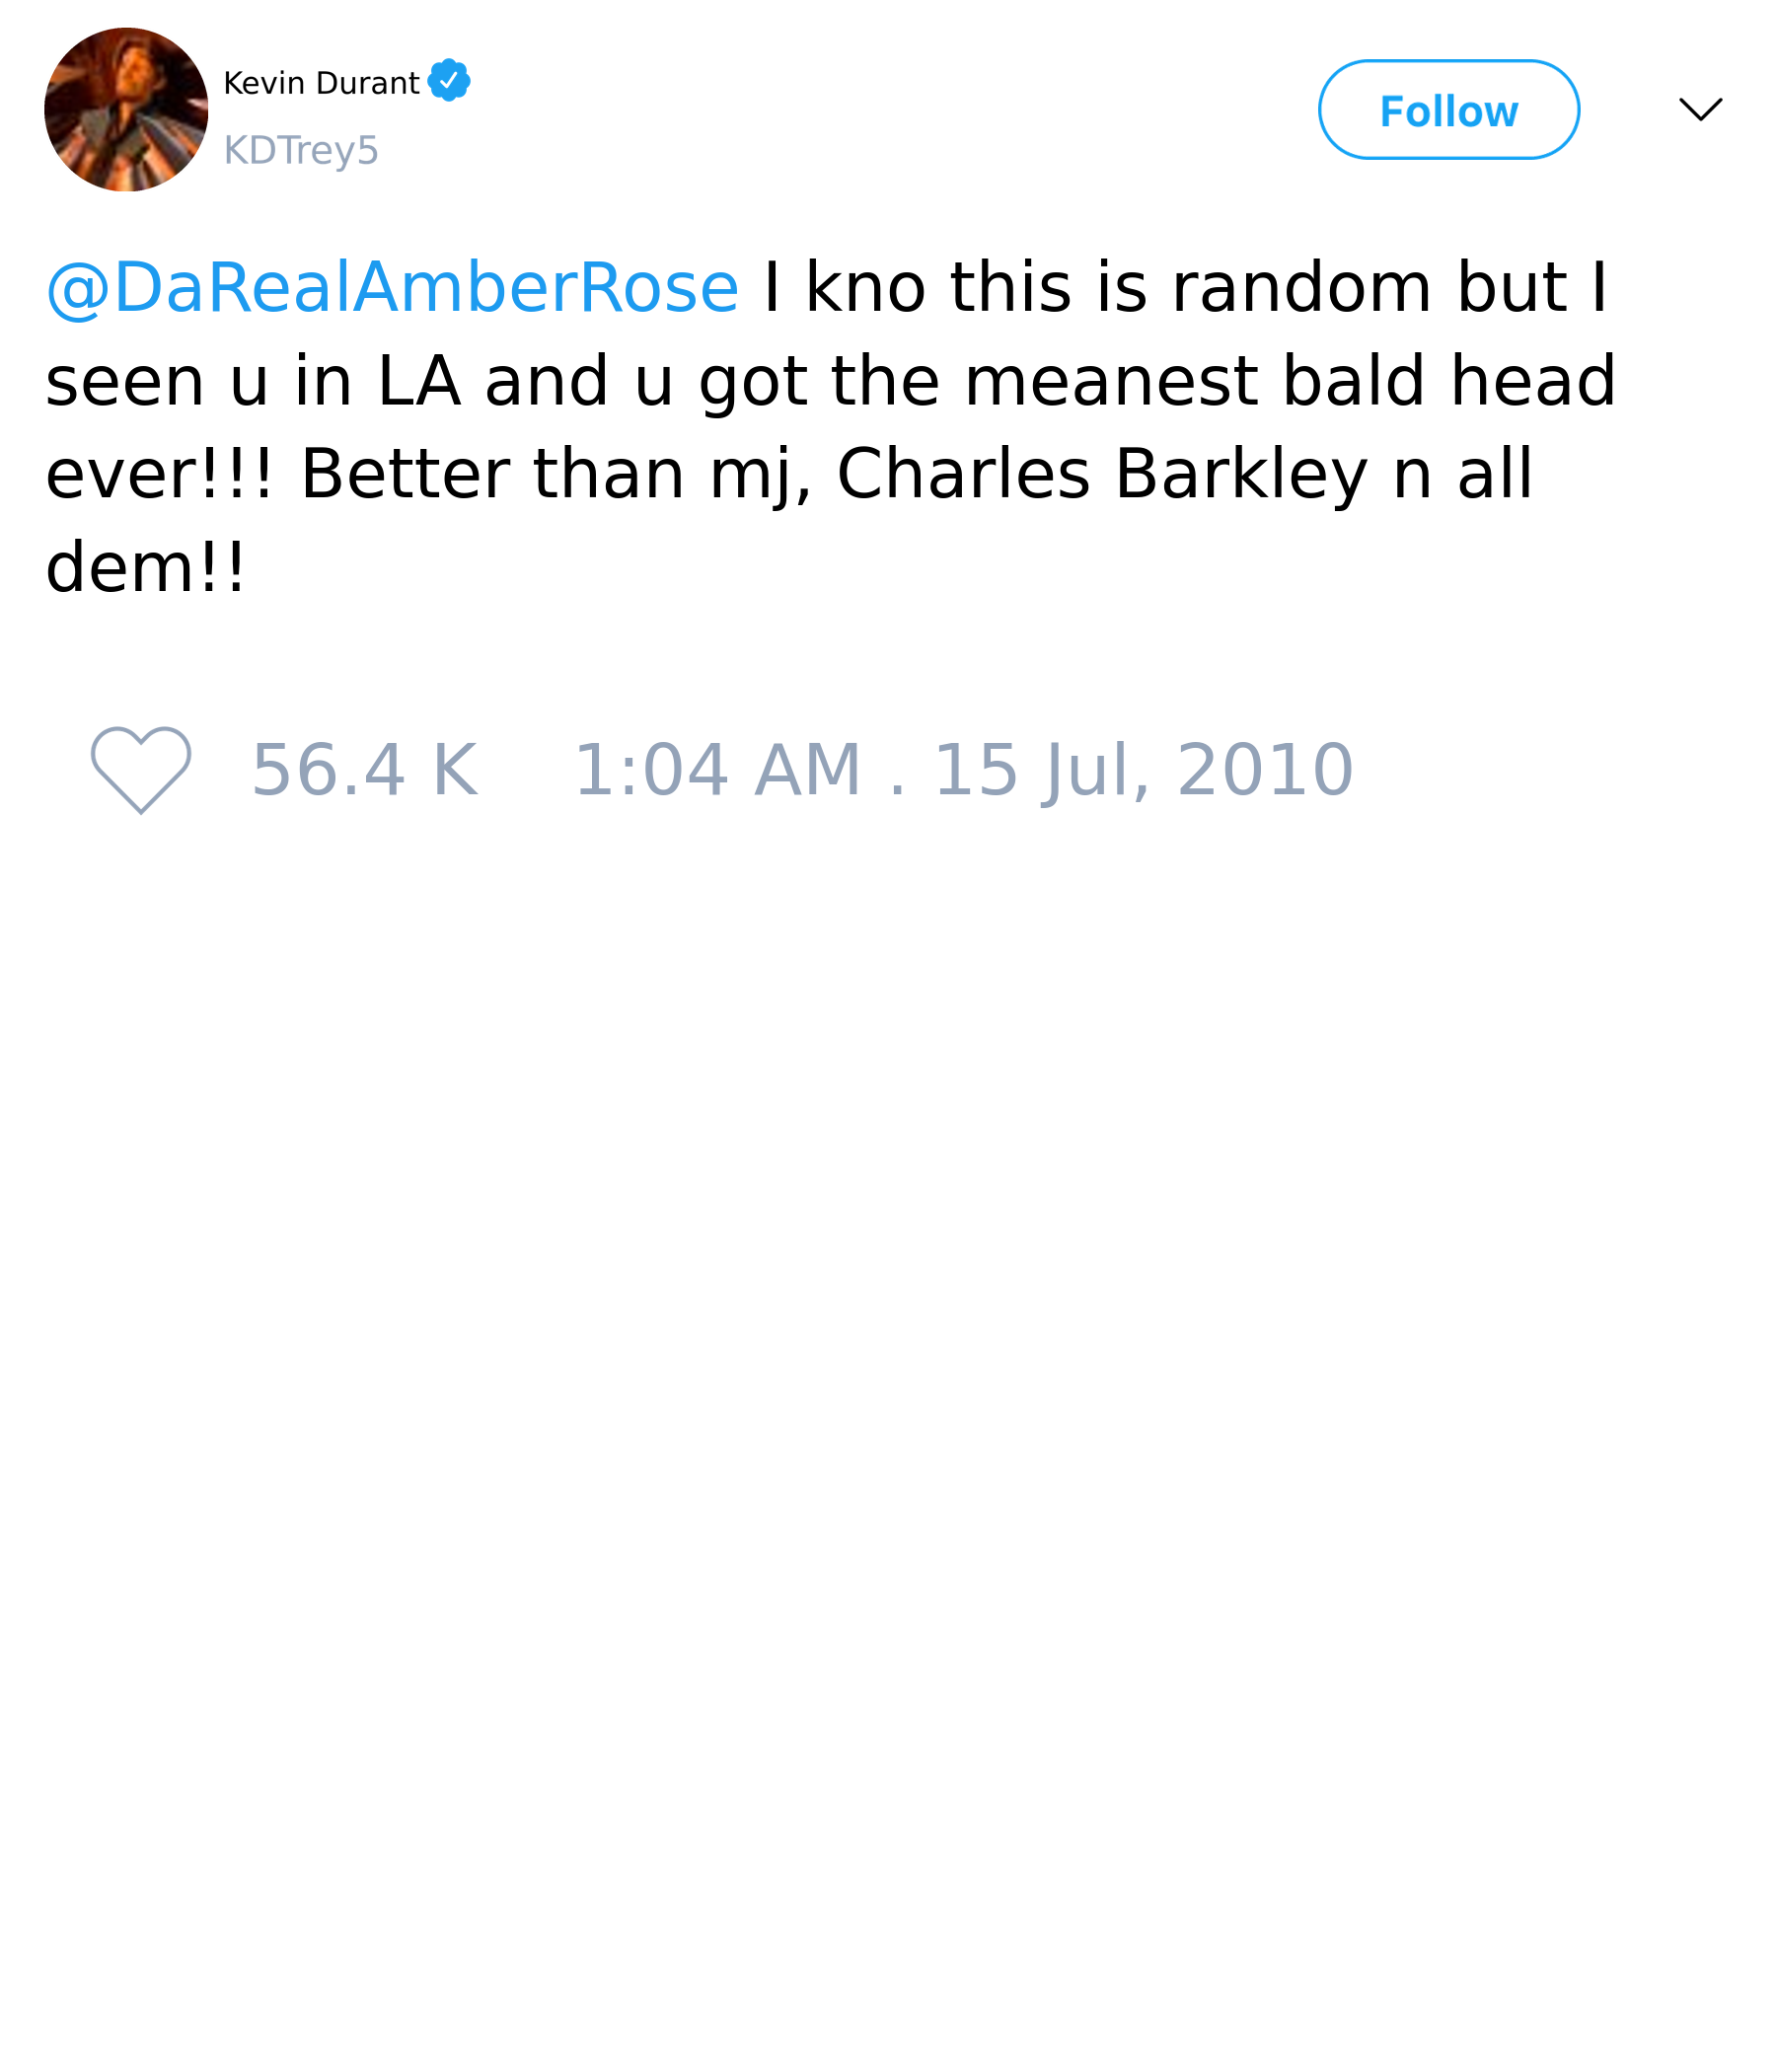 Kevin Durant
KDTrey5
Follow
@DaRealAmberRose I kno this is random but I
seen u in LA and u got the meanest bald head
ever!!! Better than mj, Charles Barkley n all
dem!!
56.4 K 1:04 AM . 15 Jul, 2010